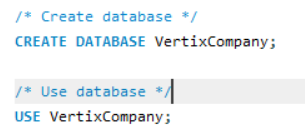 /* Create database */
CREATE DATABASE VertixCompany;
/* Use database */
USE VertixCompany;